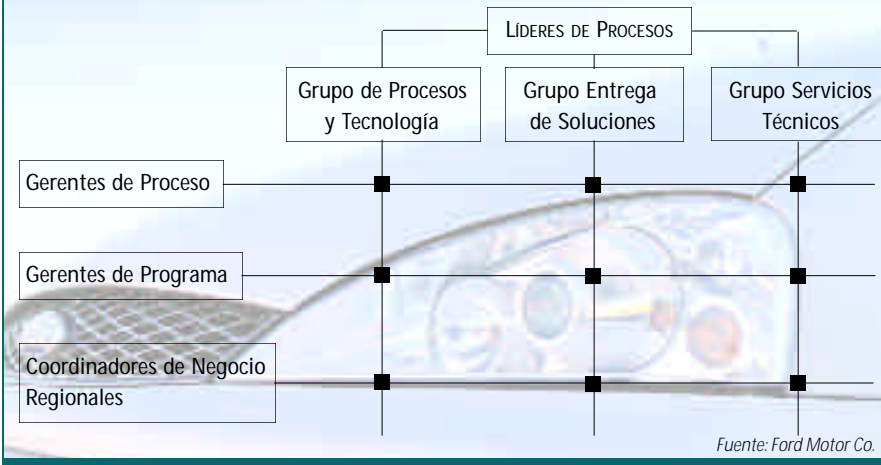 LÍDERES DE PROCESOS
Grupo de Procesos
y Tecnología
Grupo Entrega
de Soluciones
Grupo Servicios
Técnicos
Gerentes de Proceso
Gerentes de Programa
Coordinadores de Negocio
Regionales
Fuente: Ford Motor Co.